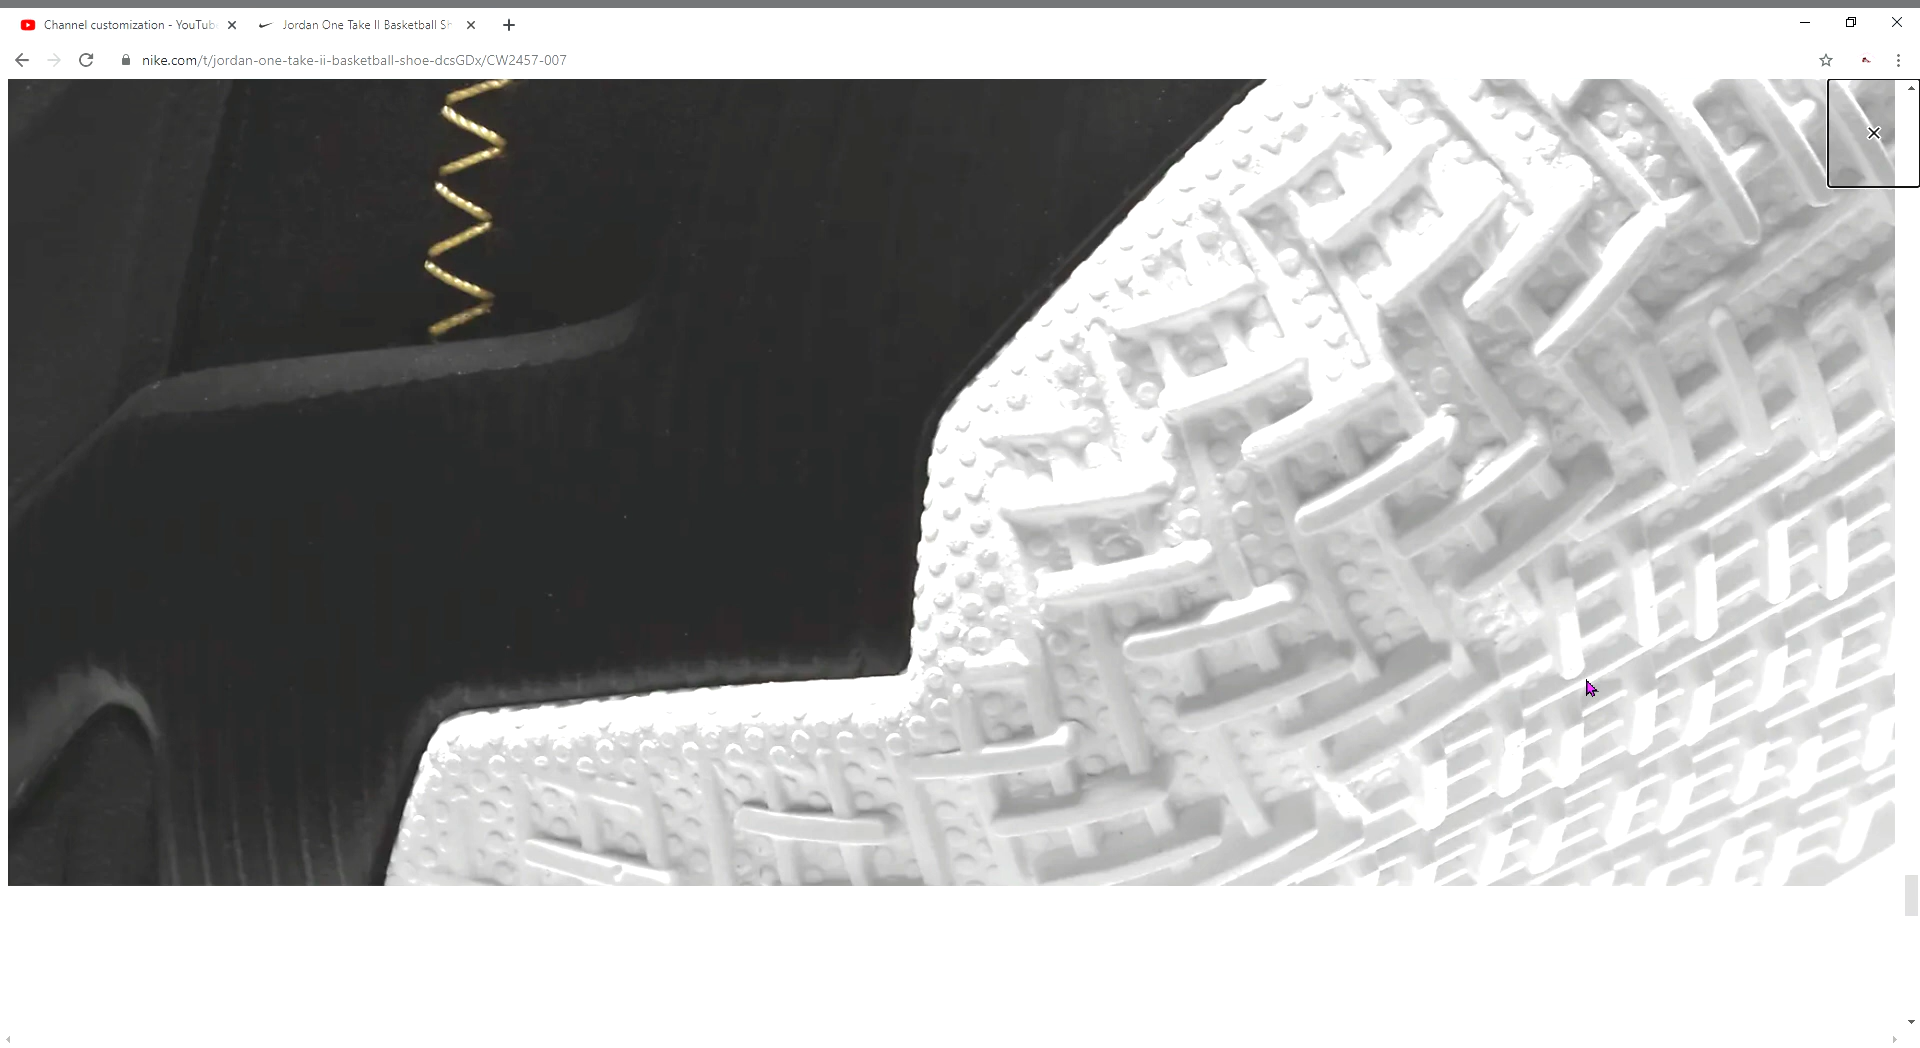 Channel customization - YouTub
Jordan One Take II Basketball Sh
nike.com/t/jordan-one-take-ii-basketball-shoe-dcsGDx/CW2457-007